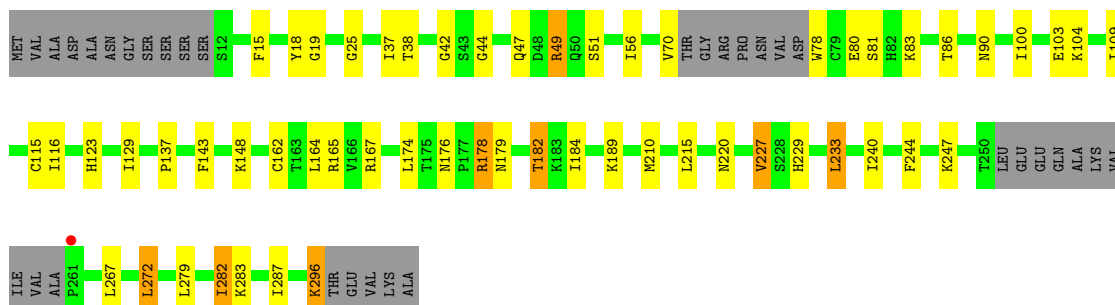 MET VAL ALA ASP ALA ASN GLY SER SER SER SER S12 F15 Y18 G19 G25 I37 T38 G42 S43 G44 Q47 D48 R49 Q50 S51 I56 V70 THR GLY ARG PRO ASN VAL ASP W78 C79 E80 S81 H82 K83 T86 N90 I100 E103 K104 I109
C115 I116 H123 I129 P137 F143 K148 C162 T163 L164 R165 V166 R167 L174 T175 N176 P177 R178 N179 T182 K183 I184 K189 M210 L215 N220 V227 S228 H229 L233 I240 F244 K247 T250 LEU GLU GLU GLN ALA LYS VAL
ILE VAL ALA P261 L267 L272 L279 I282 K283 I287 K296 THR GLU VAL LYS ALA